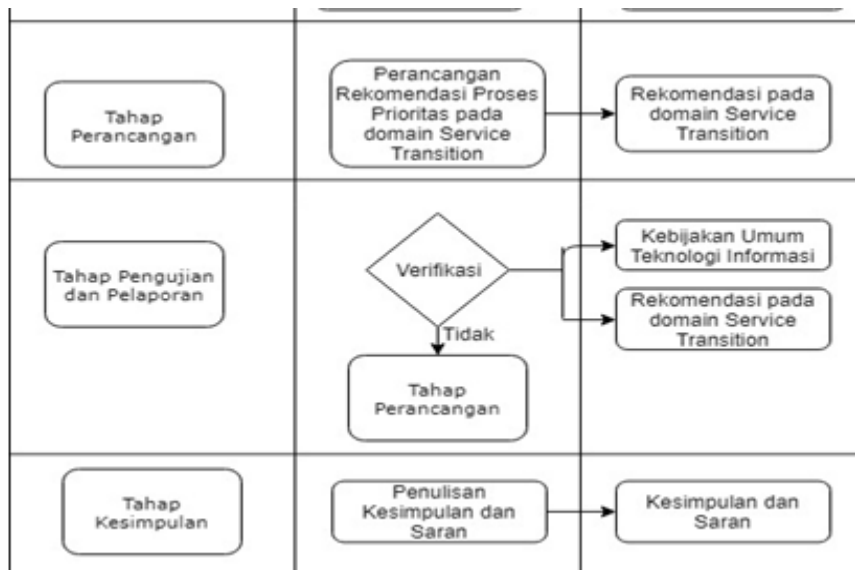 Tahap
Perancangan
Perancangan
Rekomendasi Proses
Prioritas pada
domain Service
Transition
Rekomendasi pada
domain Service
Transition
Tahap Pengujian
dan Pelaporan
Verifikasi
Tidak
Tahap
Perancangan
Kebijakan Umum
Teknologi Informasi
Rekomendasi pada
domain Service
Transition
Tahap
Kesimpulan
Penulisan
Kesimpulan dan
Saran
Kesimpulan dan
Saran